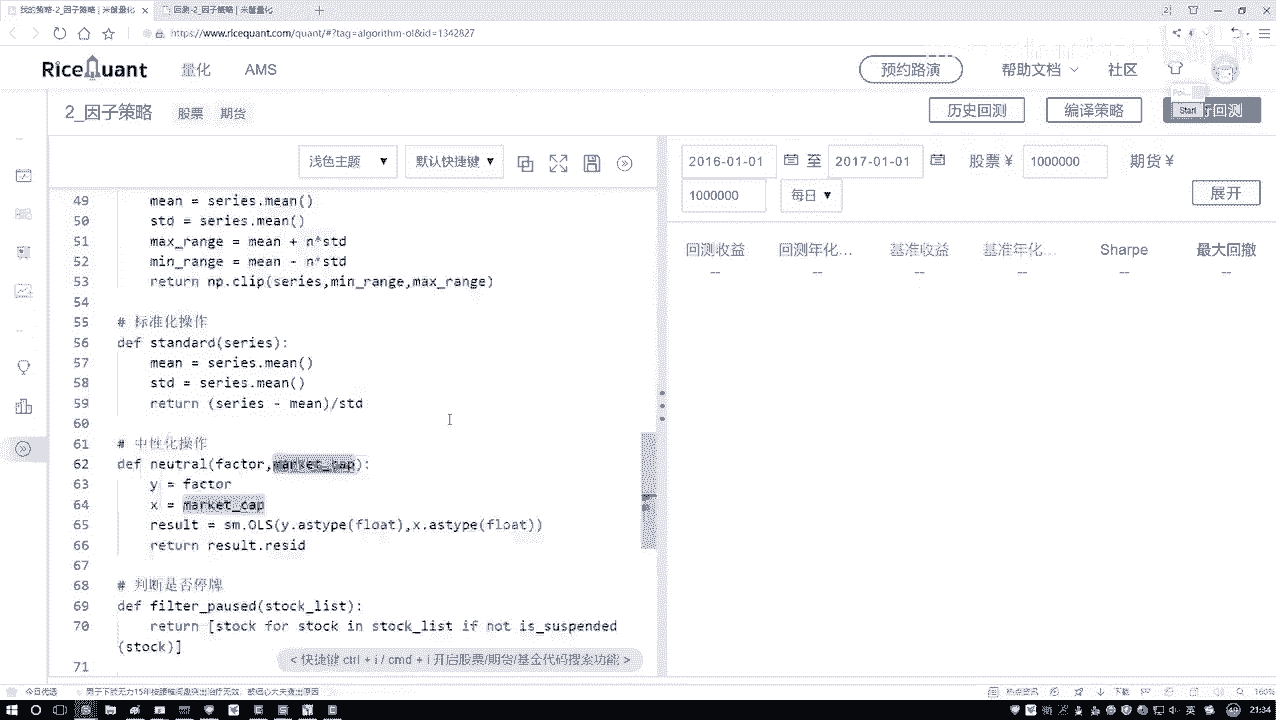 我的策略-2_因子策略 - 米筐量化
回测-2_因子策略 - 米筐量化
https://www.ricequant.com/quant/#?tag=algorithm-ol&id=1342827
RiceQuant
量化
AMS
预约路演
帮助文档
社区
2_因子策略
股票
期货
历史回测
编译策略
Start
回测
浅色主题 ▼
默认快捷键 ▼
2016-01-01
至
2017-01-01
股票 ¥
1000000
期货 ¥
1000000
每日 ▼
展开
回测收益
回测年化...
基准收益
基准年化...
Sharpe
最大回撤
-- -- -- -- -- --
49 mean = series.mean()
50 std = series.mean()
51 max_range = mean + n*std
52 min_range = mean - n*std
53 return np.clip(series,min_range,max_range)
54
55 # 标准化操作
56 def standard(series):
57 mean = series.mean()
58 std = series.mean()
59 return (series - mean)/std
60
61 # 中性化操作
62 def neutral(factor,market_cap):
63 y = factor
64 x = market_cap
65 result = sm.OLS(y.astype(float),x.astype(float))
66 return result.resid
67
68 # 判断是否停牌
69 def filter_paused(stock_list):
70 return [stock for stock in stock_list if not is_suspended
(stock)]
71
< 快捷键 ctrl + i / cmd + i 开启股票/期货/基金代码搜索功能 >
今日优选
160%
英
21:34